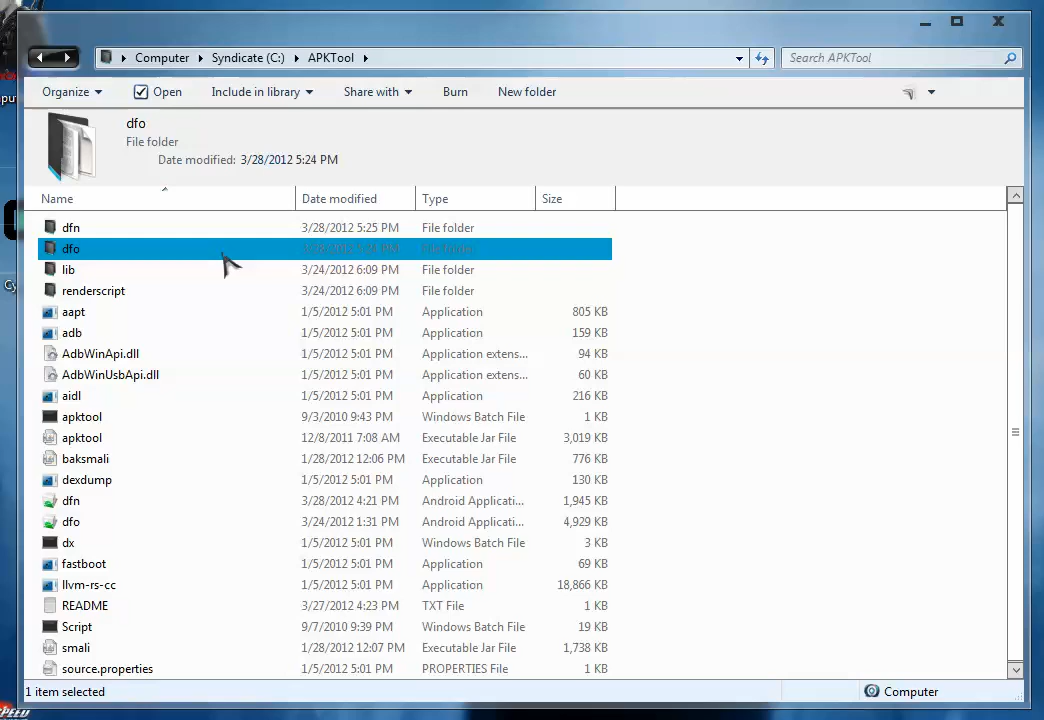 Computer Syndicate (C:) APKTool Search APKTool
Organize Open Include in library Share with Burn New folder
dfo
File folder
Date modified: 3/28/2012 5:24 PM
Name Date modified Type Size
dfn 3/28/2012 5:25 PM File folder
dfo 3/28/2012 5:24 PM File folder
lib 3/24/2012 6:09 PM File folder
renderscript 3/24/2012 6:09 PM File folder
aapt 1/5/2012 5:01 PM Application 805 KB
adb 1/5/2012 5:01 PM Application 159 KB
AdbWinApi.dll 1/5/2012 5:01 PM Application extens... 94 KB
AdbWinUsbApi.dll 1/5/2012 5:01 PM Application extens... 60 KB
aidl 1/5/2012 5:01 PM Application 216 KB
apktool 9/3/2010 9:43 PM Windows Batch File 1 KB
apktool 12/8/2011 7:08 AM Executable Jar File 3,019 KB
baksmali 1/28/2012 12:06 PM Executable Jar File 776 KB
dexdump 1/5/2012 5:01 PM Application 130 KB
dfn 3/28/2012 4:21 PM Android Applicati... 1,945 KB
dfo 3/24/2012 1:31 PM Android Applicati... 4,929 KB
dx 1/5/2012 5:01 PM Windows Batch File 3 KB
fastboot 1/5/2012 5:01 PM Application 69 KB
llvm-rs-cc 1/5/2012 5:01 PM Application 18,866 KB
README 3/27/2012 4:23 PM TXT File 1 KB
Script 9/7/2010 9:39 PM Windows Batch File 19 KB
smali 1/28/2012 12:07 PM Executable Jar File 1,738 KB
source.properties 1/5/2012 5:01 PM PROPERTIES File 1 KB
1 item selected Computer